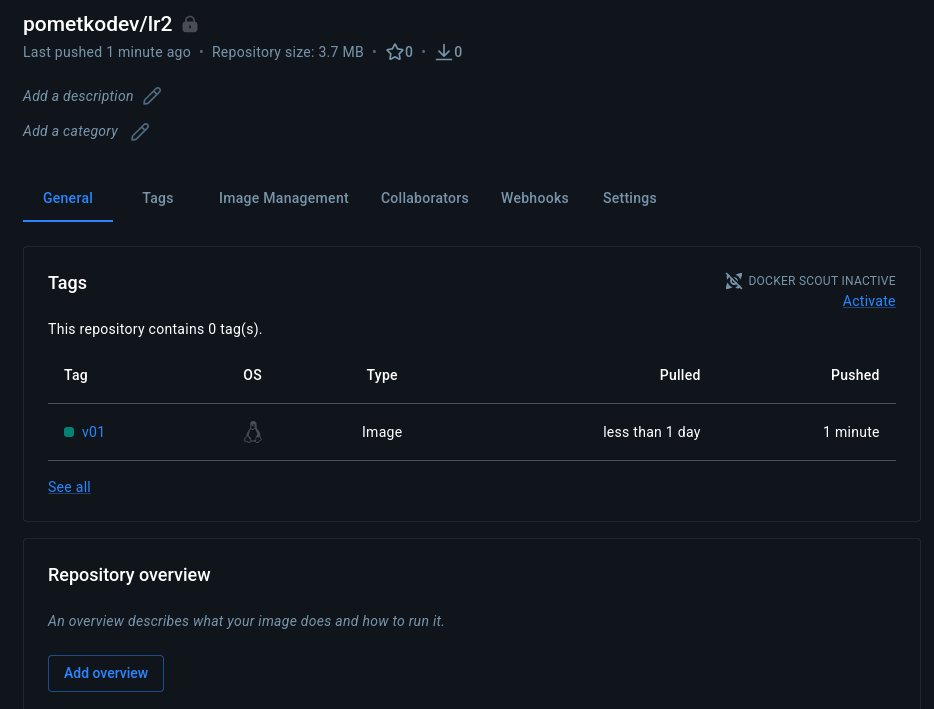 pometkodev/lr2
Last pushed 1 minute ago • Repository size: 3.7 MB • 0 • 0
Add a description
Add a category
General Tags Image Management Collaborators Webhooks Settings
Tags
DOCKER SCOUT INACTIVE
Activate
This repository contains 0 tag(s).
Tag OS Type Pulled Pushed
v01 Image less than 1 day 1 minute
See all
Repository overview
An overview describes what your image does and how to run it.
Add overview